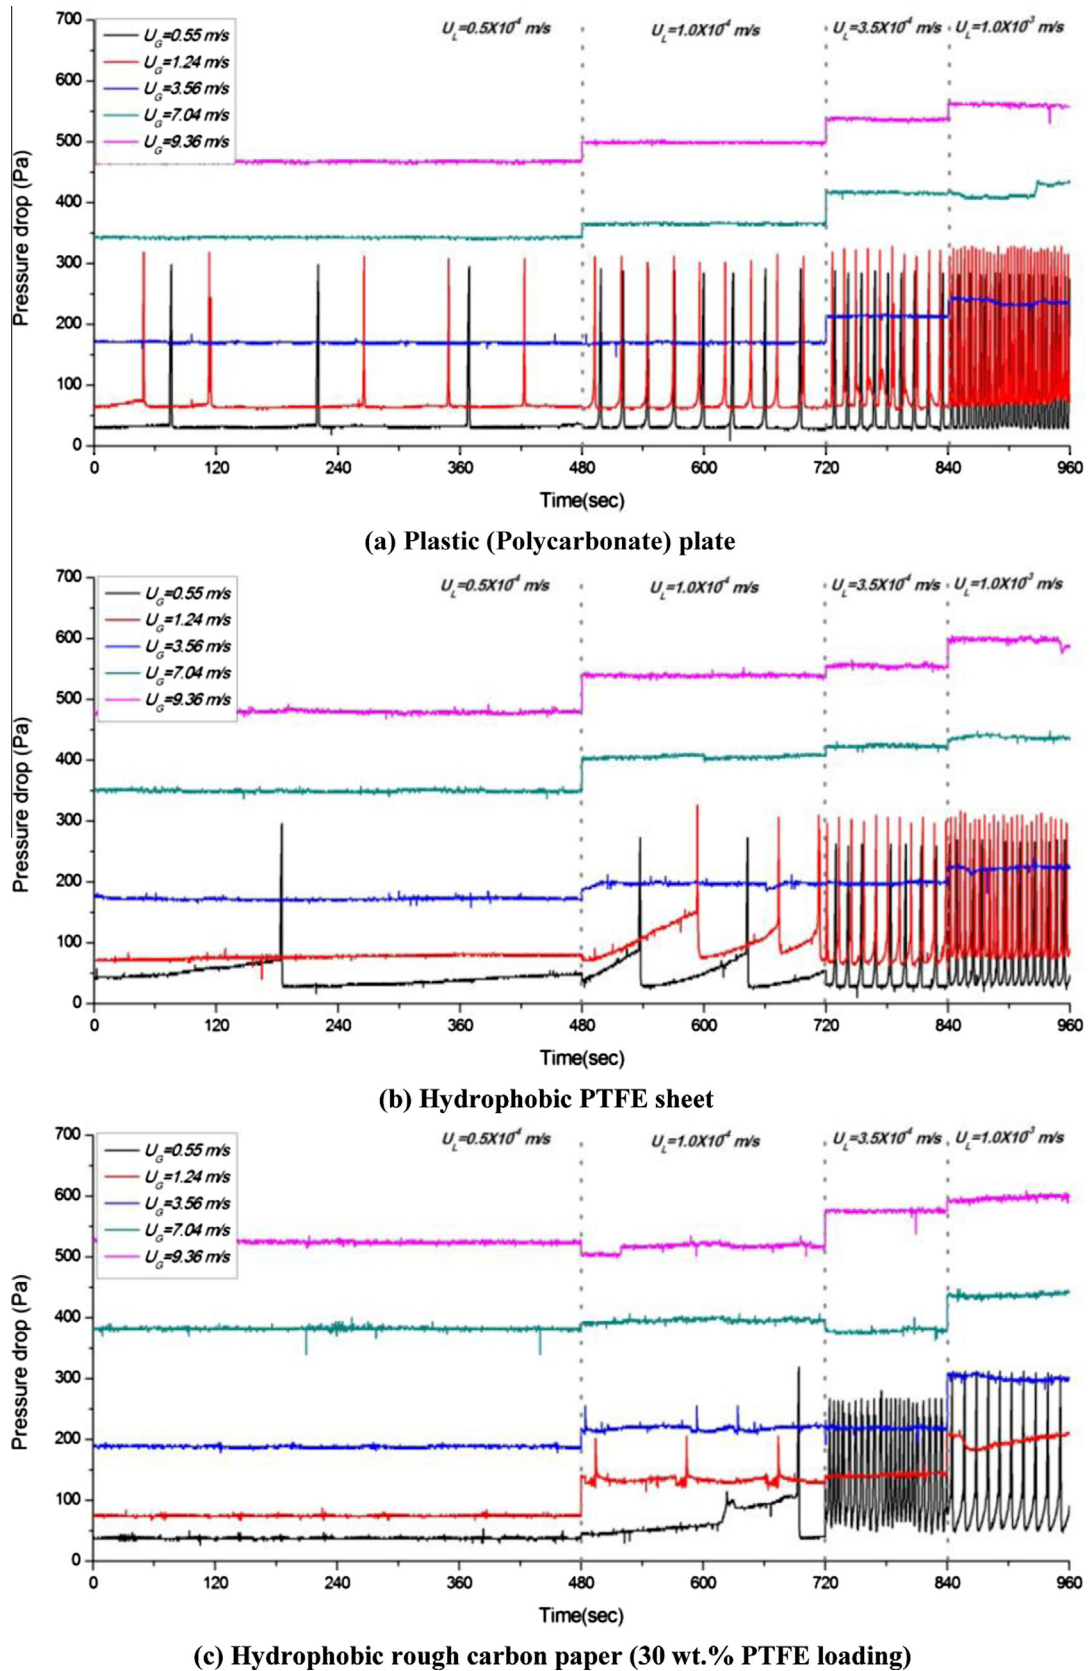 700
600
500
400
300
200
100
0
Pressure drop (Pa)
U_G=0.55 m/s
U_G=1.24 m/s
U_G=3.56 m/s
U_G=7.04 m/s
U_G=9.36 m/s
U_L=0.5X10⁻⁴ m/s
U_L=1.0X10⁻⁴ m/s
U_L=3.5X10⁻⁴ m/s
U_L=1.0X10⁻³ m/s
0 120 240 360 480 600 720 840 960
Time(sec)
(a) Plastic (Polycarbonate) plate
700
600
500
400
300
200
100
0
Pressure drop (Pa)
U_G=0.55 m/s
U_G=1.24 m/s
U_G=3.56 m/s
U_G=7.04 m/s
U_G=9.36 m/s
U_L=0.5X10⁻⁴ m/s
U_L=1.0X10⁻⁴ m/s
U_L=3.5X10⁻⁴ m/s
U_L=1.0X10⁻³ m/s
0 120 240 360 480 600 720 840 960
Time(sec)
(b) Hydrophobic PTFE sheet
700
600
500
400
300
200
100
0
Pressure drop (Pa)
U_G=0.55 m/s
U_G=1.24 m/s
U_G=3.56 m/s
U_G=7.04 m/s
U_G=9.36 m/s
U_L=0.5X10⁻⁴ m/s
U_L=1.0X10⁻⁴ m/s
U_L=3.5X10⁻⁴ m/s
U_L=1.0X10⁻³ m/s
0 120 240 360 480 600 720 840 960
Time(sec)
(c) Hydrophobic rough carbon paper (30 wt.% PTFE loading)